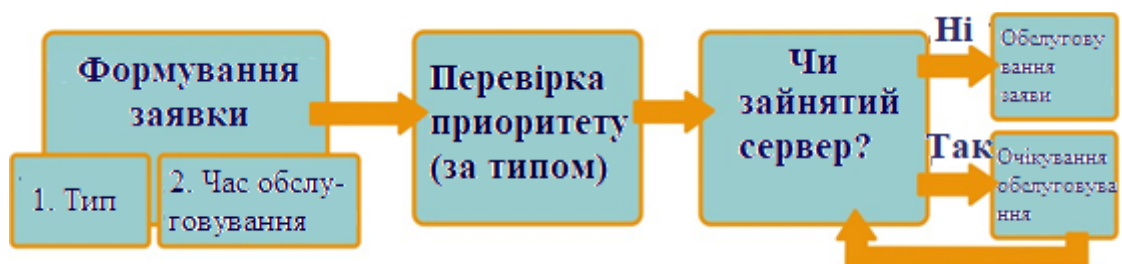 Формування
заявки
1. Тип
2. Час обслу-
говування
Перевірка
приоритету
(за типом)
Чи
зайнятий
сервер?
Ні
Обслугову
вання
заяви
Так
Очікування
обслуговува
ння